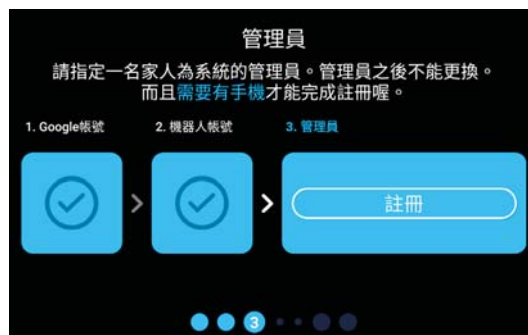 管理員
請指定一名家人為系統的管理員。管理員之後不能更換。
而且需要有手機才能完成註冊喔。
1. Google帳號
2. 機器人帳號
3. 管理員
註冊
3